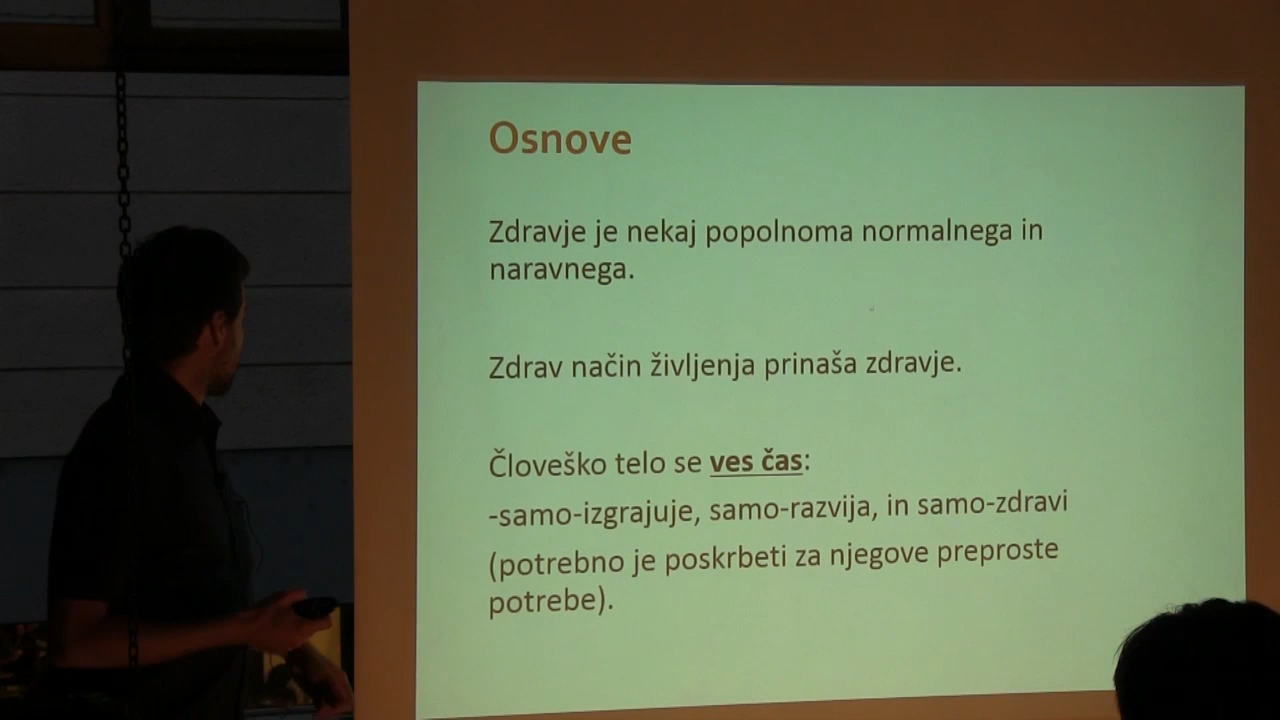 Osnove
Zdravje je nekaj popolnoma normalnega in
naravnega.
Zdrav način življenja prinaša zdravje.
Človeško telo se ves čas:
-samo-izgrajuje, samo-razvija, in samo-zdravi
(potrebno je poskrbeti za njegove preproste
potrebe).